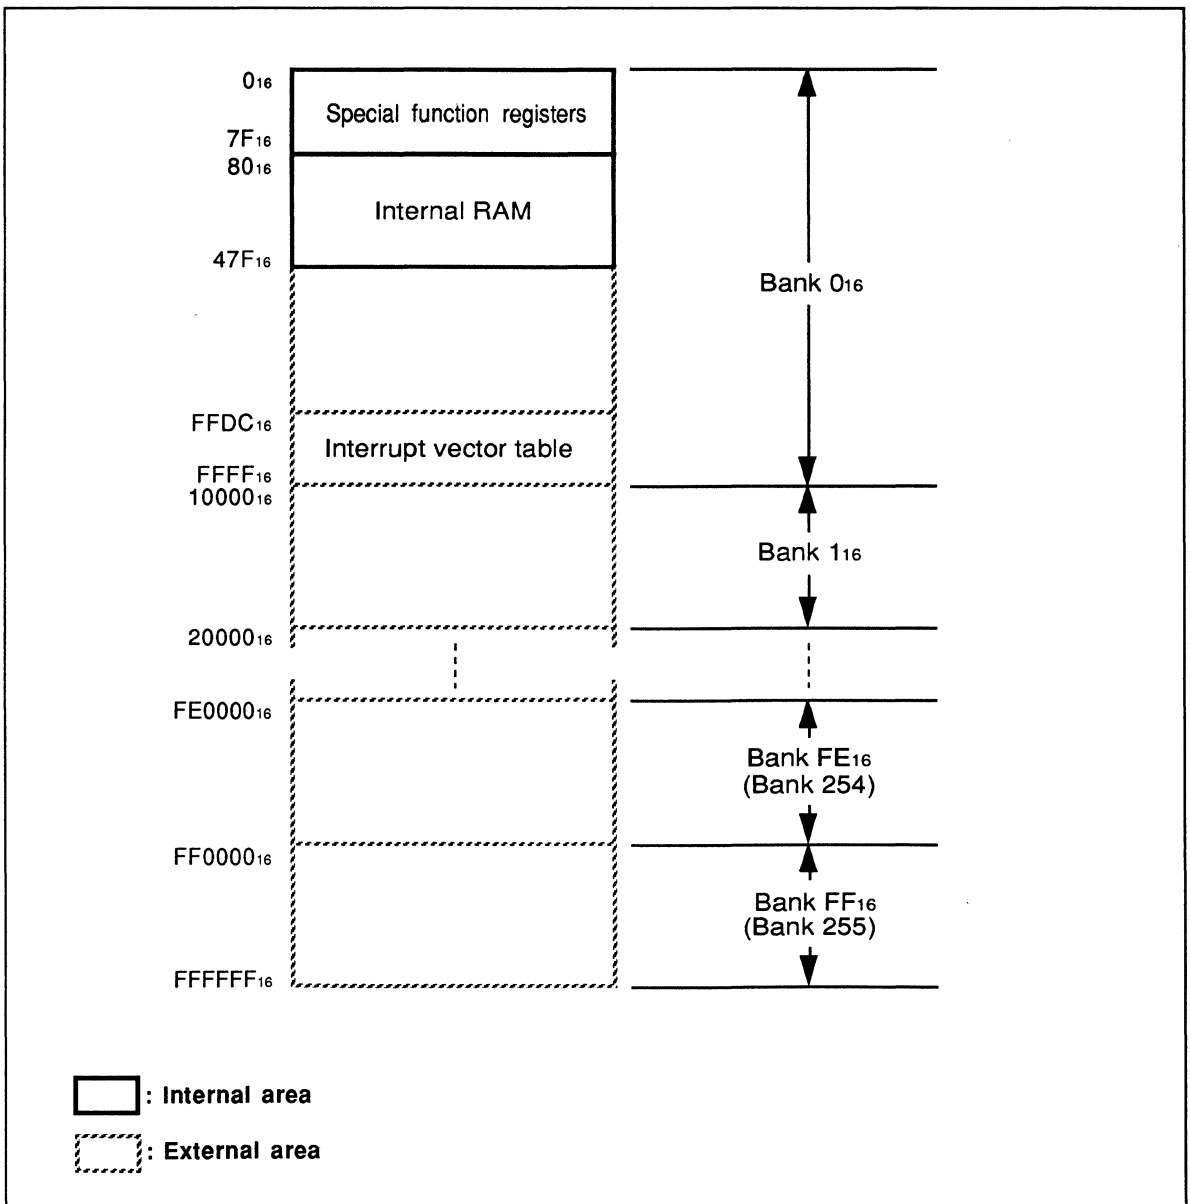 0₁₆
Special function registers
7F₁₆
80₁₆
Internal RAM
47F₁₆
Bank 0₁₆
FFDC₁₆
Interrupt vector table
FFFF₁₆
10000₁₆
Bank 1₁₆
20000₁₆
FE0000₁₆
Bank FE₁₆
(Bank 254)
FF0000₁₆
Bank FF₁₆
(Bank 255)
FFFFFF₁₆
: Internal area
: External area